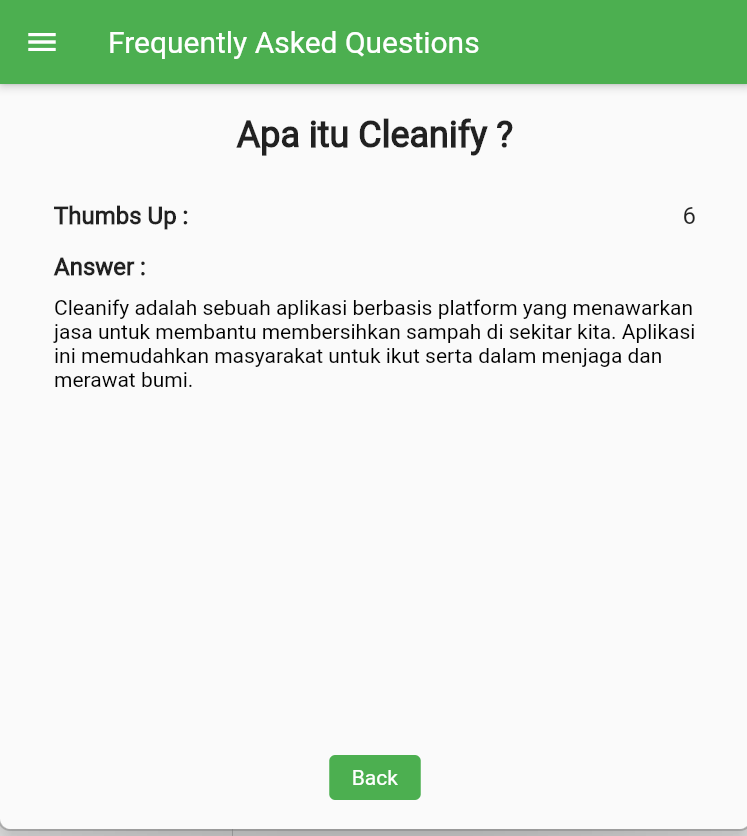 Frequently Asked Questions
Apa itu Cleanify ?
Thumbs Up : 6
Answer :
Cleanify adalah sebuah aplikasi berbasis platform yang menawarkan
jasa untuk membantu membersihkan sampah di sekitar kita. Aplikasi
ini memudahkan masyarakat untuk ikut serta dalam menjaga dan
merawat bumi.
Back